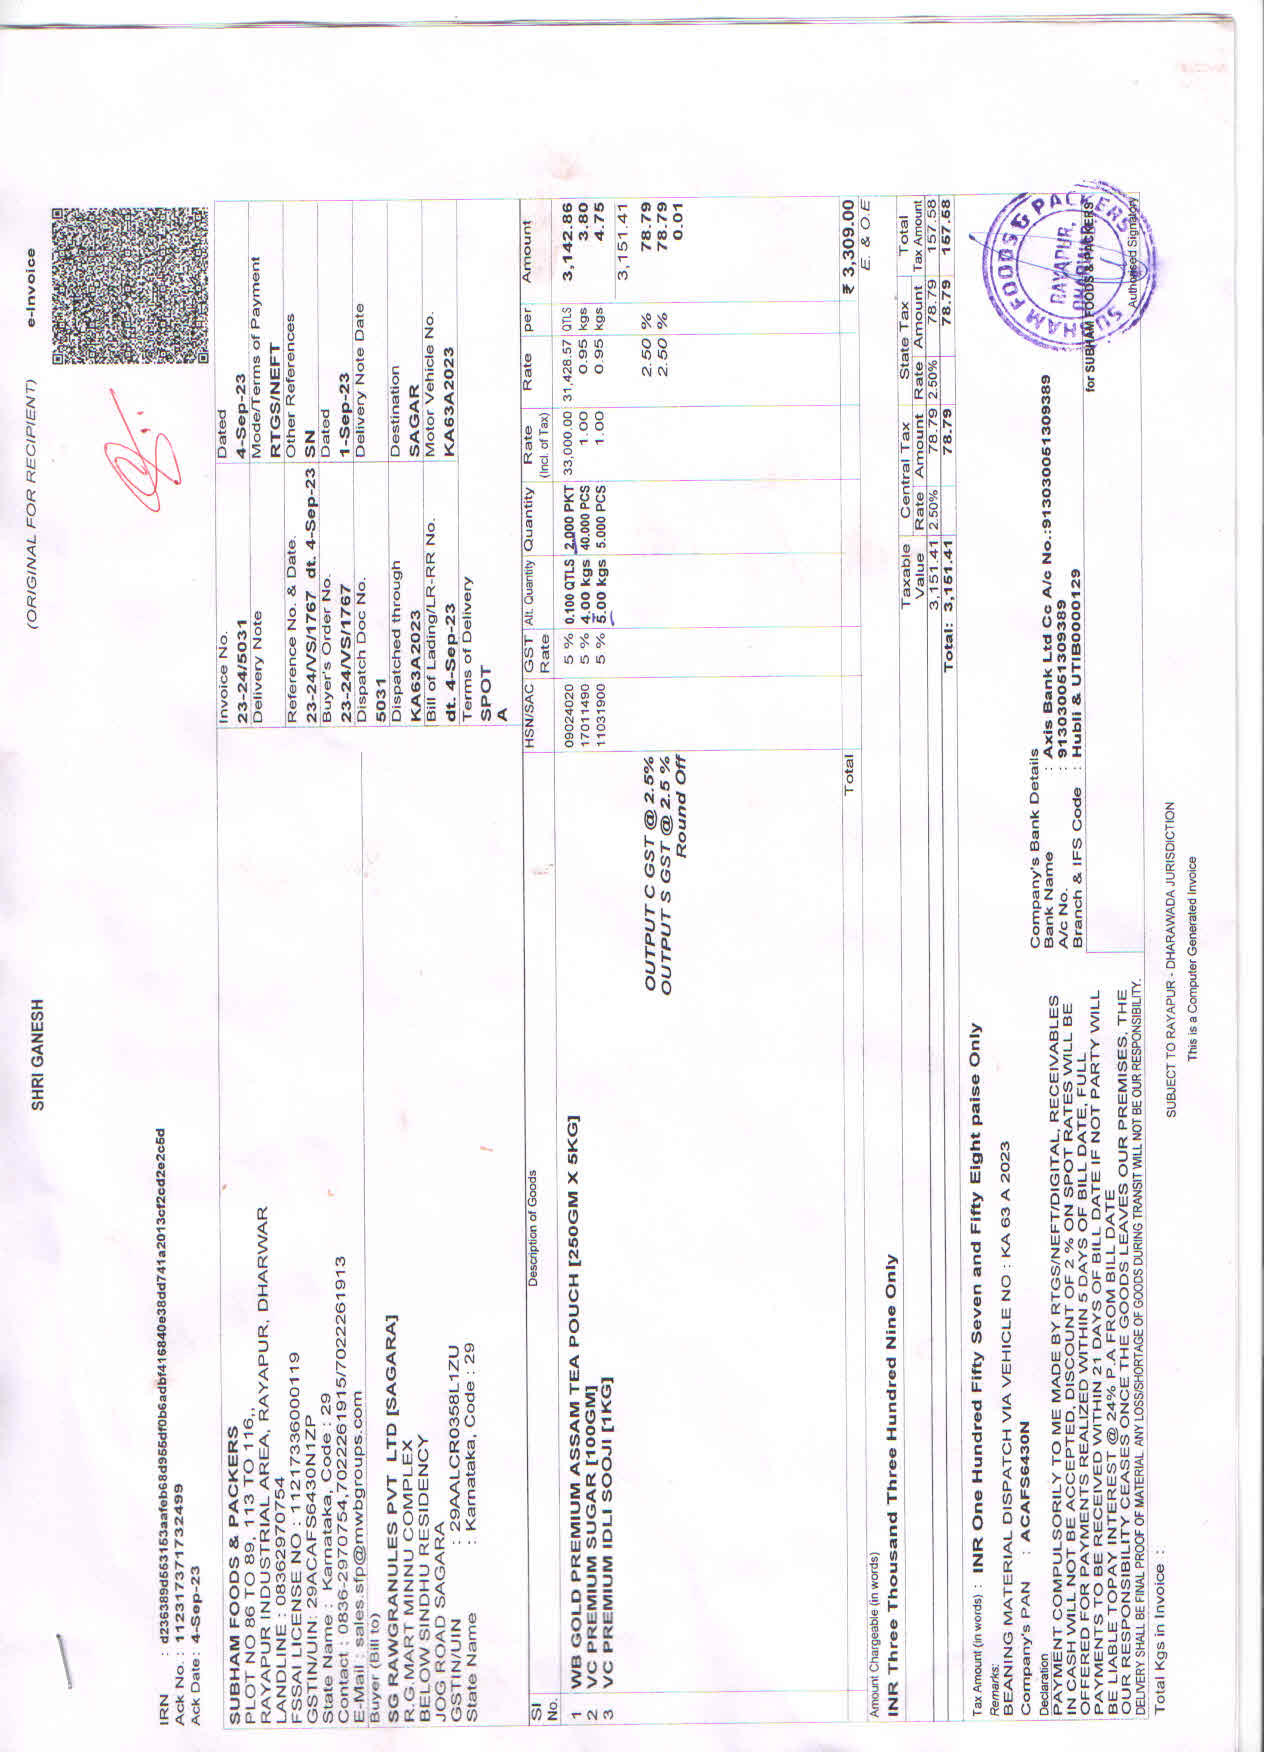 SHRI GANESH
(ORIGINAL FOR RECIPIENT)
e-Invoice
IRN : d236389d553153aafeb68d955df0b6adbf416840e38dd741a2013cf2cd2e2c5d
Ack No. : 112317371732499
Ack Date : 4-Sep-23
SUBHAM FOODS & PACKERS
PLOT NO 86 TO 89, 113 TO 116,,
RAYAPUR INDUSTRIAL AREA, RAYAPUR, DHARWAR
LANDLINE : 08362970754
FSSAI LICENSE NO : 11217336000119
GSTIN/UIN: 29ACAFS6430N1ZP
State Name : Karnataka, Code : 29
Contact : 0836-2970754,7022261915/7022261913
E-Mail : sales.sfp@mwbgroups.com
Buyer (Bill to)
SG RAWGRANULES PVT LTD [SAGARA]
R.G.MART MINNU COMPLEX
BELOW SINDHU RESIDENCY
JOG ROAD SAGARA
GSTIN/UIN : 29AALCR0358L1ZU
State Name : Karnataka, Code : 29
Invoice No. Dated
23-24/5031 4-Sep-23
Delivery Note Mode/Terms of Payment
RTGS/NEFT
Reference No. & Date. Other References
23-24/VS/1767 dt. 4-Sep-23 SN
Buyer's Order No. Dated
23-24/VS/1767 1-Sep-23
Dispatch Doc No. Delivery Note Date
5031
Dispatched through Destination
KA63A2023 SAGAR
Bill of Lading/LR-RR No. Motor Vehicle No.
dt. 4-Sep-23 KA63A2023
Terms of Delivery
SPOT
A
Sl No. Description of Goods HSN/SAC GST Rate Alt. Quantity Quantity Rate (Incl. of Tax) Rate per Amount
1 WB GOLD PREMIUM ASSAM TEA POUCH [250GM X 5KG] 09024020 5 % 0.100 QTLS 2.000 PKT 33,000.00 31,428.57 QTLS 3,142.86
2 VC PREMIUM SUGAR [100GM] 17011490 5 % 4.00 kgs 40.000 PCS 1.00 0.95 kgs 3.80
3 VC PREMIUM IDLI SOOJI [1KG] 11031900 5 % 5.00 kgs 5.000 PCS 1.00 0.95 kgs 4.75
3,151.41
OUTPUT C GST @ 2.5% 2.50 % 78.79
OUTPUT S GST @ 2.5 % 2.50 % 78.79
Round Off 0.01
Total ₹ 3,309.00
Amount Chargeable (in words) E. & O.E
INR Three Thousand Three Hundred Nine Only
Taxable Value Central Tax State Tax Total Tax Amount
Rate Amount Rate Amount
3,151.41 2.50% 78.79 2.50% 78.79 157.58
Total: 3,151.41 78.79 78.79 157.58
Tax Amount (in words) : INR One Hundred Fifty Seven and Fifty Eight paise Only
Remarks:
BEANING MATERIAL DISPATCH VIA VEHICLE NO : KA 63 A 2023
Company's PAN : ACAFS6430N
Declaration
PAYMENT COMPULSORILY TO ME MADE BY RTGS/NEFT/DIGITAL, RECEIVABLES
IN CASH WILL NOT BE ACCEPTED, DISCOUNT OF 2 % ON SPOT RATES WILL BE
OFFERED FOR PAYMENTS REALIZED WITHIN 5 DAYS OF BILL DATE, FULL
PAYMENTS TO BE RECEIVED WITHIN 21 DAYS OF BILL DATE IF NOT PARTY WILL
BE LIABLE TOPAY INTEREST @ 24% P.A FROM BILL DATE
OUR RESPONSIBILITY CEASES ONCE THE GOODS LEAVES OUR PREMISES, THE
DELIVERY SHALL BE FINAL PROOF OF MATERIAL. ANY LOSS/SHORTAGE OF GOODS DURING TRANSIT WILL NOT BE OUR RESPONSIBILITY.
Company's Bank Details
Bank Name : Axis Bank Ltd Cc A/c No.:913030051309389
A/c No. : 913030051309389
Branch & IFS Code : Hubli & UTIB0000129
for SUBHAM FOODS & PACKERS
SUBHAM FOODS & PACKERS
RAYAPUR,
DHARWAD.
Authorised Signatory
Total Kgs in Invoice :
SUBJECT TO RAYAPUR - DHARAWADA JURISDICTION
This is a Computer Generated Invoice